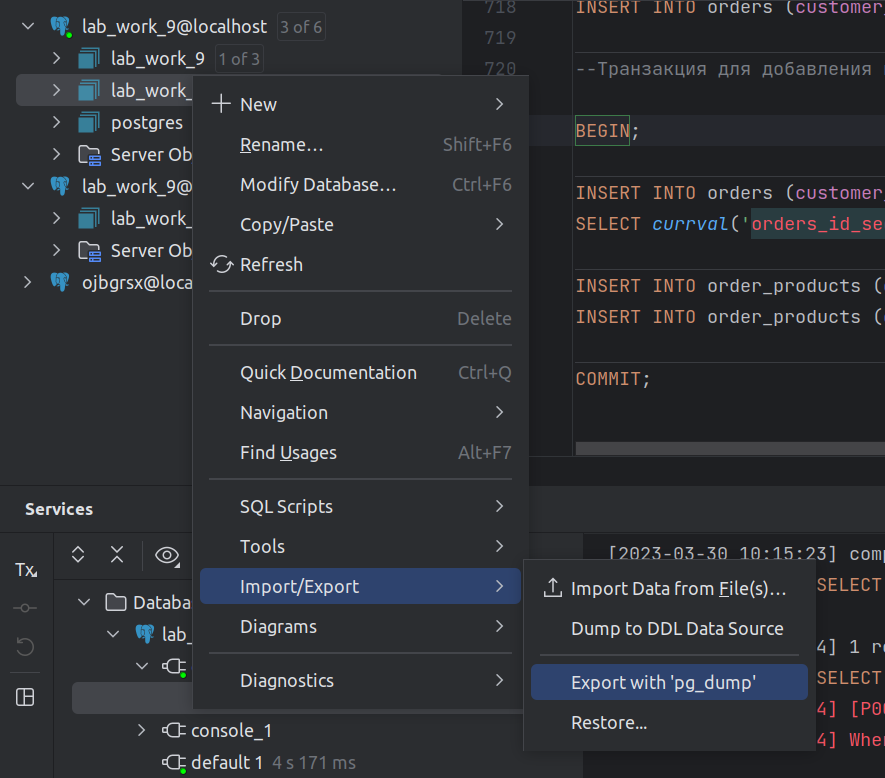 lab_work_9@localhost 3 of 6
lab_work_9 1 of 3
lab_work_
postgres
Server Ob
lab_work_9@
lab_work_
Server Ob
ojbgrsx@loca
718 INSERT INTO orders (customer
719
720 --Транзакция для добавления
BEGIN;
INSERT INTO orders (customer_
SELECT currval('orders_id_se
INSERT INTO order_products (
INSERT INTO order_products (
COMMIT;
New
Rename... Shift+F6
Modify Database... Ctrl+F6
Copy/Paste
Refresh
Drop Delete
Quick Documentation Ctrl+Q
Navigation
Find Usages Alt+F7
SQL Scripts
Tools
Import/Export
Diagrams
Diagnostics
Import Data from File(s)...
Dump to DDL Data Source
Export with 'pg_dump'
Restore...
Services
Tx
Databa
lab_
console_1
default 1 4 s 171 ms
[2023-03-30 10:15:23] comp
SELECT
4] 1 ro
SELECT
4] [P00
4] Wher